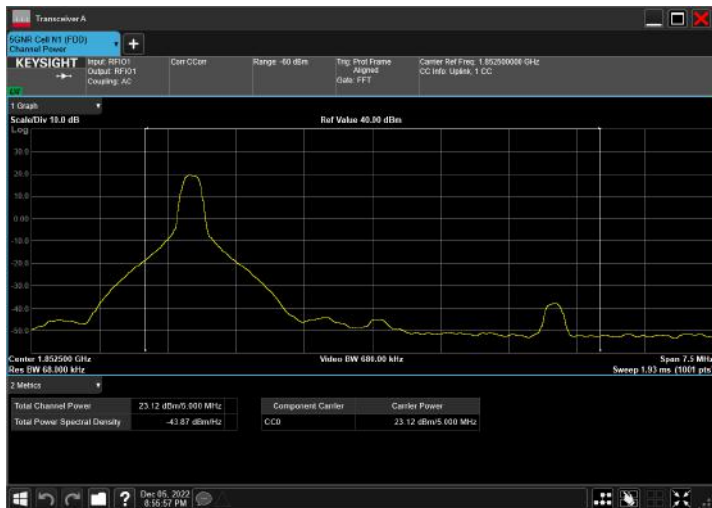 Transceiver A
5GNR Cell N1 (FDD)
Channel Power
KEYSIGHT
Input: RFIO1
Output: RFIO1
Coupling: AC
Corr CCorr
Range: -60 dBm
Trig: Prot Frame
Aligned
Gate: FFT
Carrier Ref Freq: 1.852500000 GHz
CC Info: Uplink, 1 CC
1 Graph
Scale/Div 10.0 dB
Ref Value 40.00 dBm
Log
30.0
20.0
10.0
0.00
-10.0
-20.0
-30.0
-40.0
-50.0
Center 1.852500 GHz
Video BW 680.00 kHz
Span 7.5 MHz
Res BW 68.000 kHz
Sweep 1.93 ms (1001 pts)
2 Metrics
Total Channel Power 23.12 dBm/5.000 MHz
Total Power Spectral Density -43.87 dBm/Hz
Component Carrier Carrier Power
CC0 23.12 dBm/5.000 MHz
Dec 05, 2022
8:55:57 PM